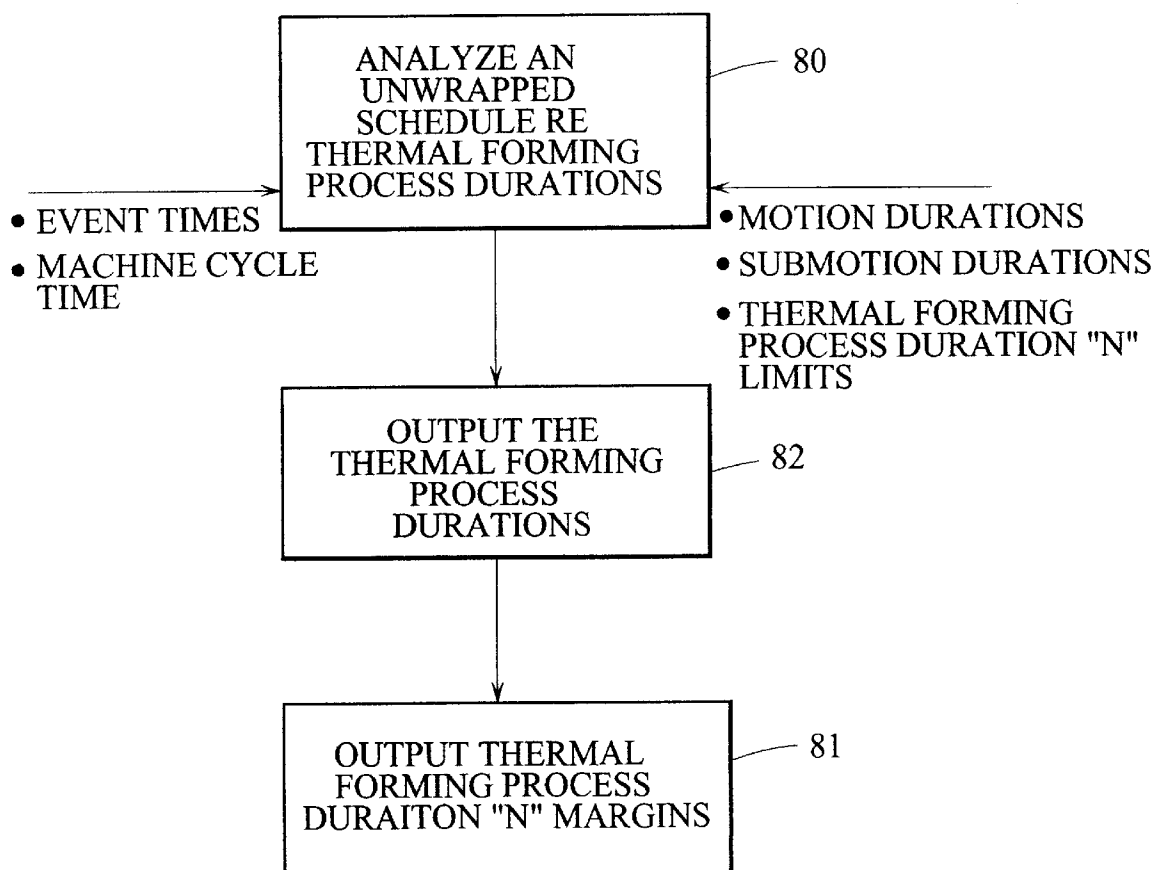 ANALYZE AN
UNWRAPPED
SCHEDULE RE
THERMAL FORMING
PROCESS DURATIONS
80
• EVENT TIMES
• MACHINE CYCLE
TIME
• MOTION DURATIONS
• SUBMOTION DURATIONS
• THERMAL FORMING
PROCESS DURATION "N"
LIMITS
OUTPUT THE
THERMAL FORMING
PROCESS
DURATIONS
82
OUTPUT THERMAL
FORMING PROCESS
DURAITON "N" MARGINS
81